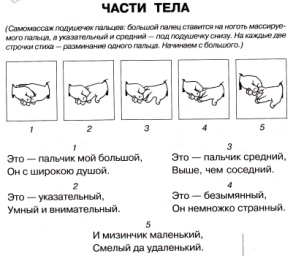 ЧАСТИ ТЕЛА
(Самомассаж подушечек пальцев: большой палец ставится на ноготь массируе-
мого пальца, а указательный и средний — под подушечку снизу. На каждые две
строчки стиха — разминание одного пальца. Начинаем с большого.)
1 2 3 4 5
1
Это — пальчик мой большой,
Он с широкою душой.
2
Это — указательный,
Умный и внимательный.
3
Это — пальчик средний,
Выше, чем соседний.
4
Это — безымянный,
Он немножко странный.
5
И мизинчик маленький,
Смелый да удаленький.